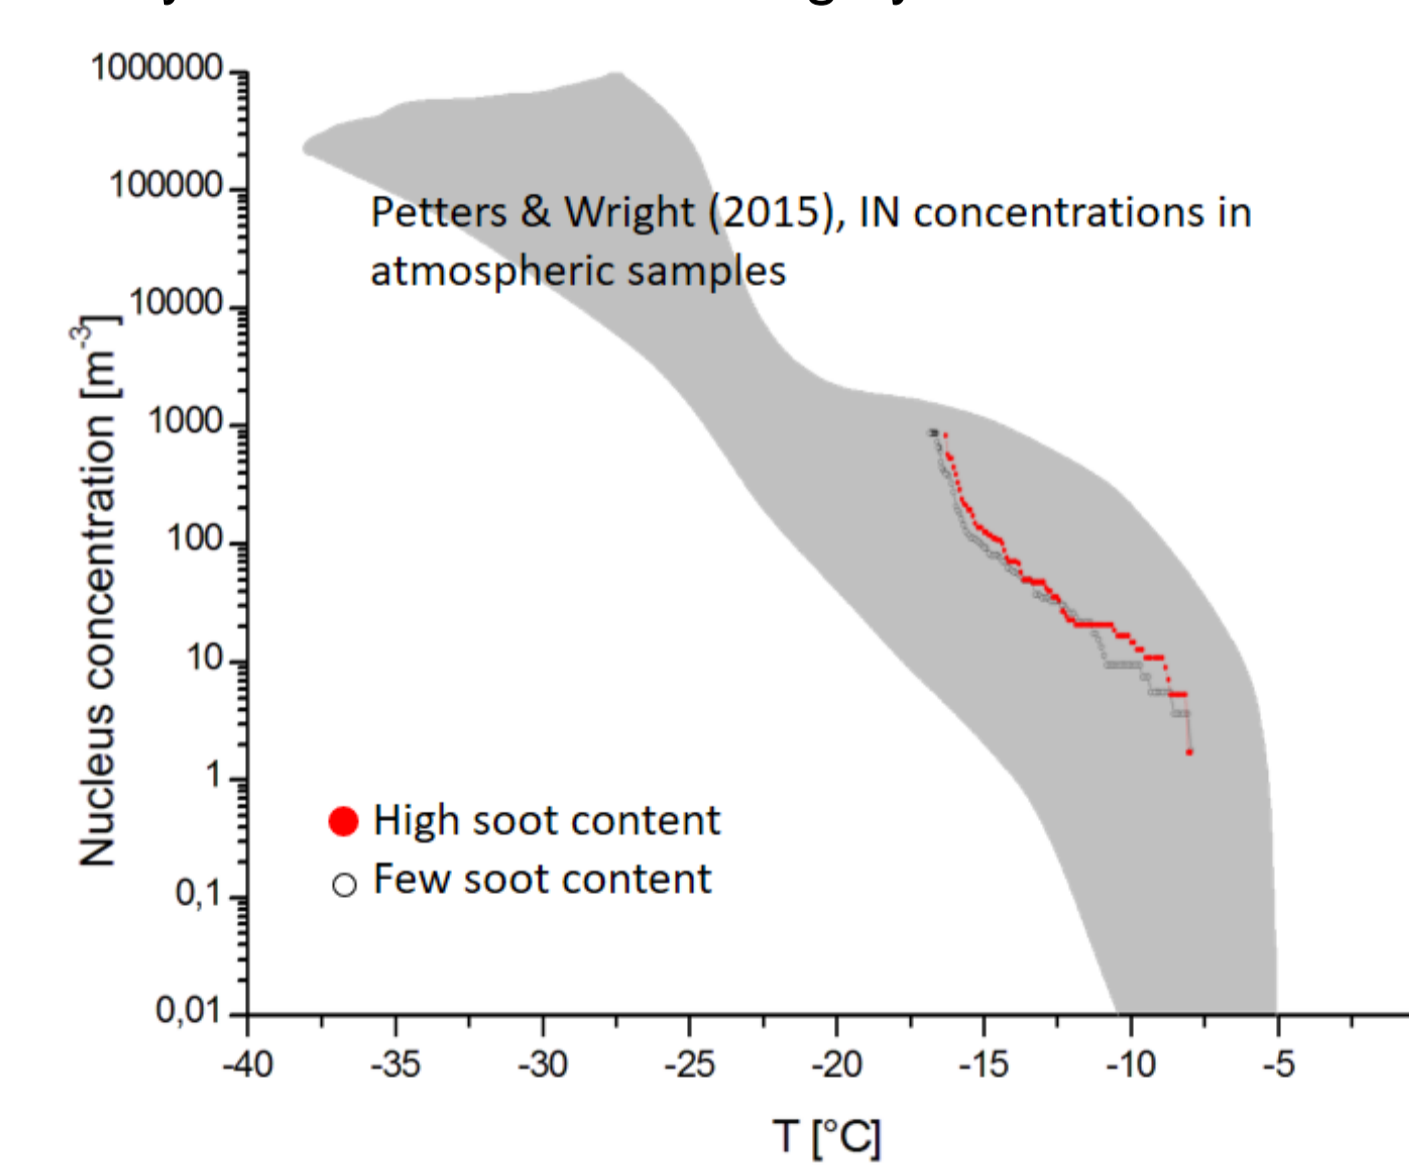 1000000
100000
10000
1000
100
10
1
0,1
0,01
Nucleus concentration [m⁻³]
Petters & Wright (2015), IN concentrations in
atmospheric samples
High soot content
Few soot content
-40 -35 -30 -25 -20 -15 -10 -5
T [°C]